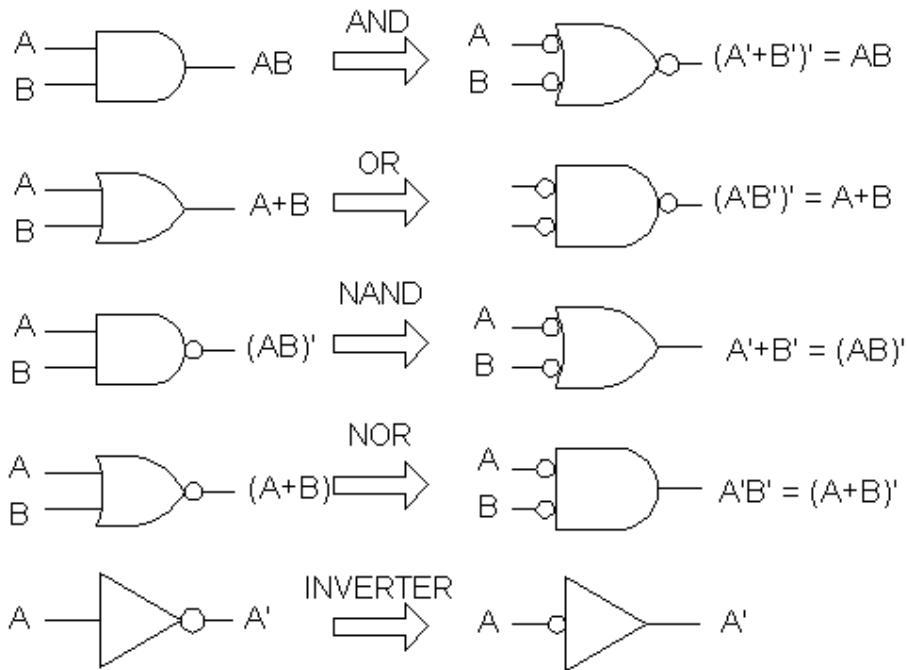 A
B
AB
AND
A
B
(A'+B')' = AB
A
B
A+B
OR
(A'B')' = A+B
A
B
(AB)'
NAND
A
B
A'+B' = (AB)'
A
B
(A+B)
NOR
A
B
A'B' = (A+B)'
A
A'
INVERTER
A
A'